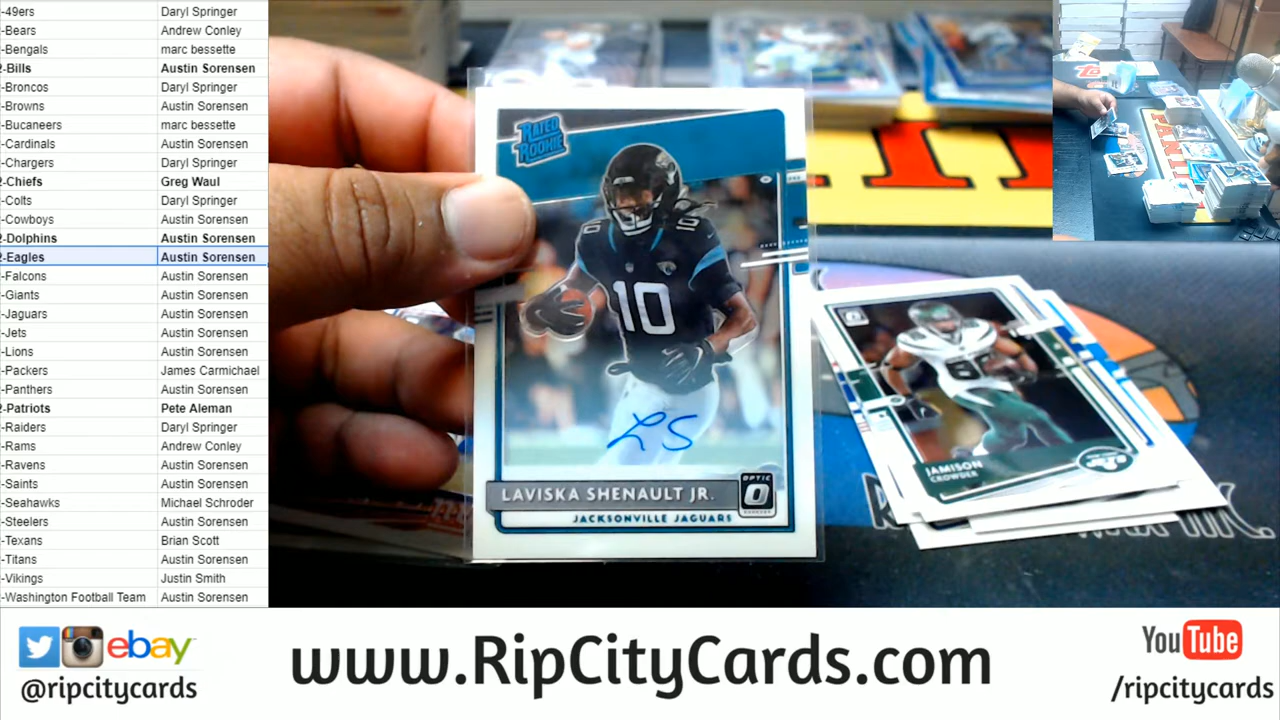 -49ers Daryl Springer
-Bears Andrew Conley
-Bengals marc bessette
2-Bills Austin Sorensen
-Broncos Daryl Springer
-Browns Austin Sorensen
-Bucaneers marc bessette
-Cardinals Austin Sorensen
-Chargers Daryl Springer
2-Chiefs Greg Waul
-Colts Daryl Springer
-Cowboys Austin Sorensen
2-Dolphins Austin Sorensen
2-Eagles Austin Sorensen
-Falcons Austin Sorensen
-Giants Austin Sorensen
-Jaguars Austin Sorensen
-Jets Austin Sorensen
-Lions Austin Sorensen
-Packers James Carmichael
-Panthers Austin Sorensen
2-Patriots Pete Aleman
-Raiders Daryl Springer
-Rams Andrew Conley
-Ravens Austin Sorensen
-Saints Austin Sorensen
-Seahawks Michael Schroder
-Steelers Austin Sorensen
-Texans Brian Scott
-Titans Austin Sorensen
-Vikings Justin Smith
-Washington Football Team Austin Sorensen
RATED
ROOKIE
10
10
LS
LAVISKA SHENAULT JR.
OPTIC
JACKSONVILLE JAGUARS
JAMISON
CROWDER
ebay
@ripcitycards
www.RipCityCards.com
YouTube
/ripcitycards